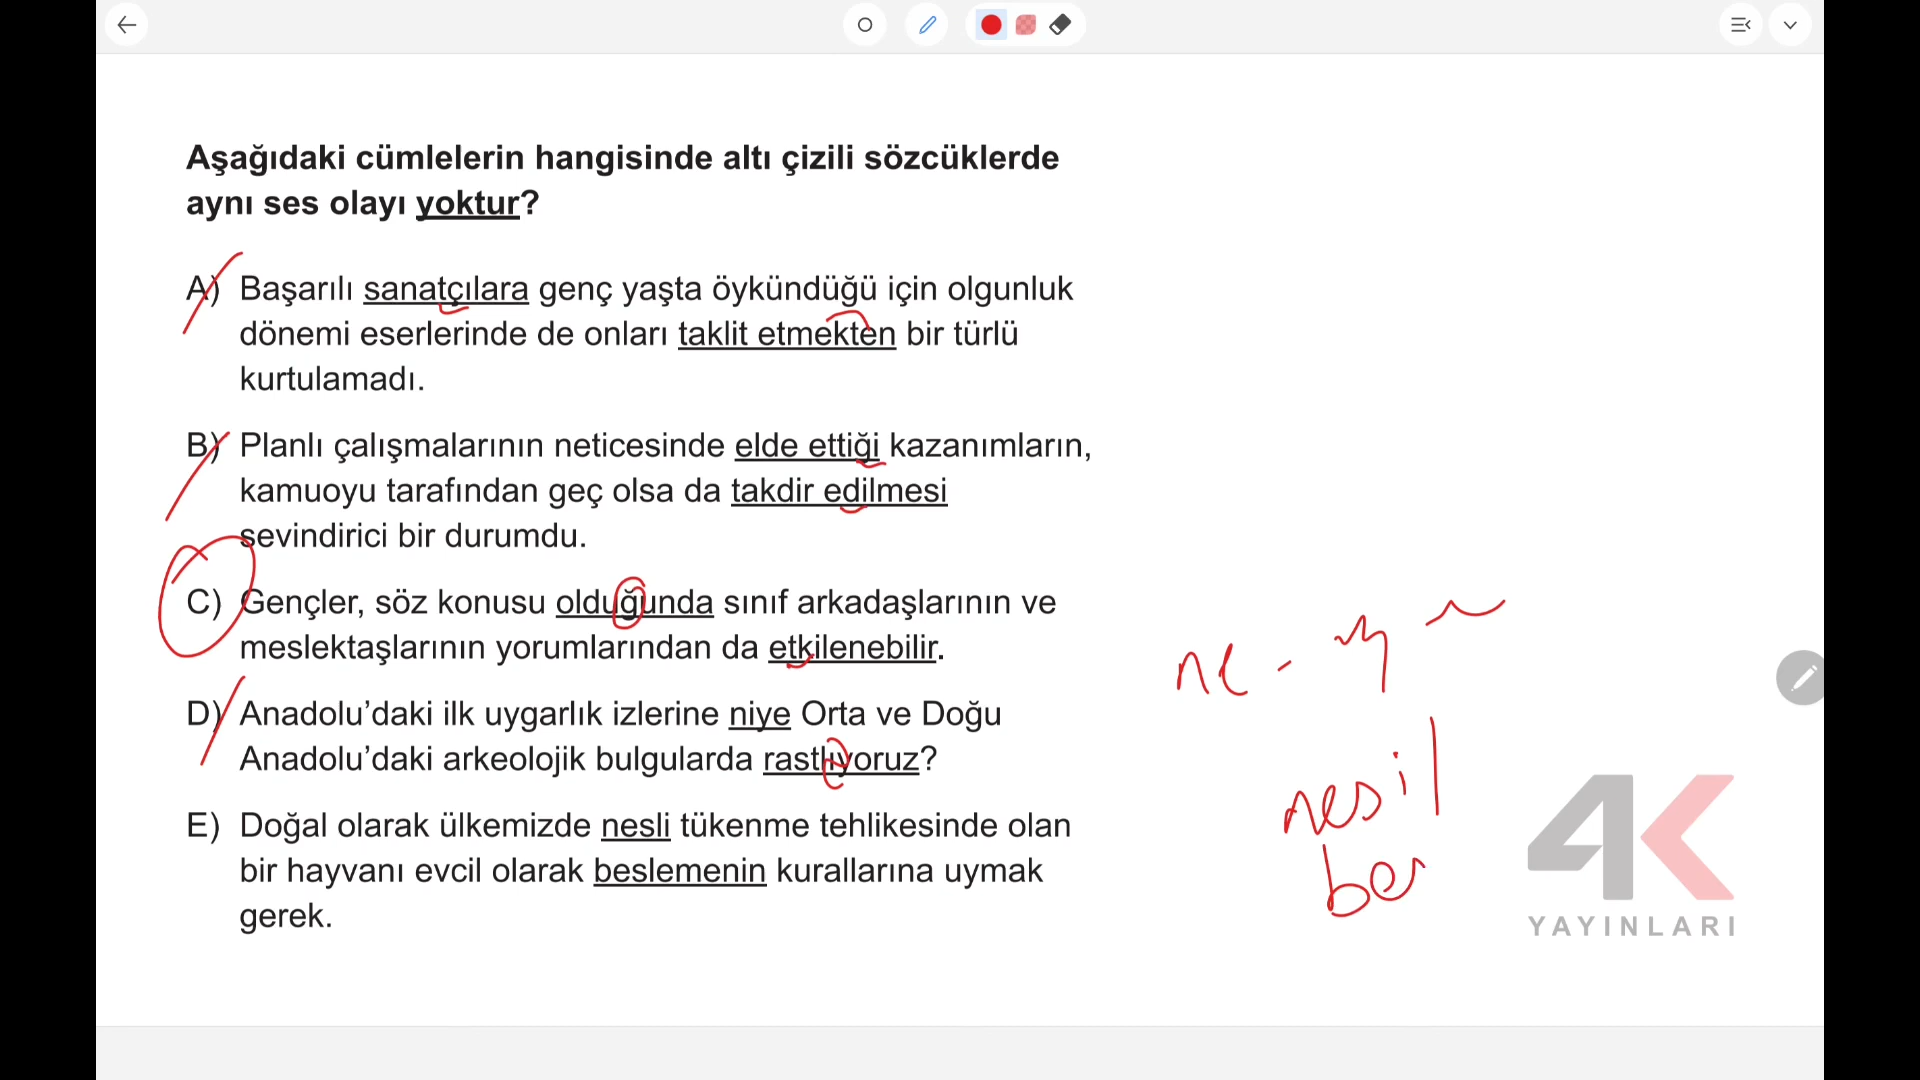 Aşağıdaki cümlelerin hangisinde altı çizili sözcüklerde
aynı ses olayı yoktur?
A) Başarılı sanatçılara genç yaşta öykündüğü için olgunluk
dönemi eserlerinde de onları taklit etmekten bir türlü
kurtulamadı.
B) Planlı çalışmalarının neticesinde elde ettiği kazanımların,
kamuoyu tarafından geç olsa da takdir edilmesi
sevindirici bir durumdu.
C) Gençler, söz konusu olduğunda sınıf arkadaşlarının ve
meslektaşlarının yorumlarından da etkilenebilir.
D) Anadolu’daki ilk uygarlık izlerine niye Orta ve Doğu
Anadolu’daki arkeolojik bulgularda rastlıyoruz?
E) Doğal olarak ülkemizde nesli tükenme tehlikesinde olan
bir hayvanı evcil olarak beslemenin kurallarına uymak
gerek.
ne -
nesil
4K
YAYINLARI